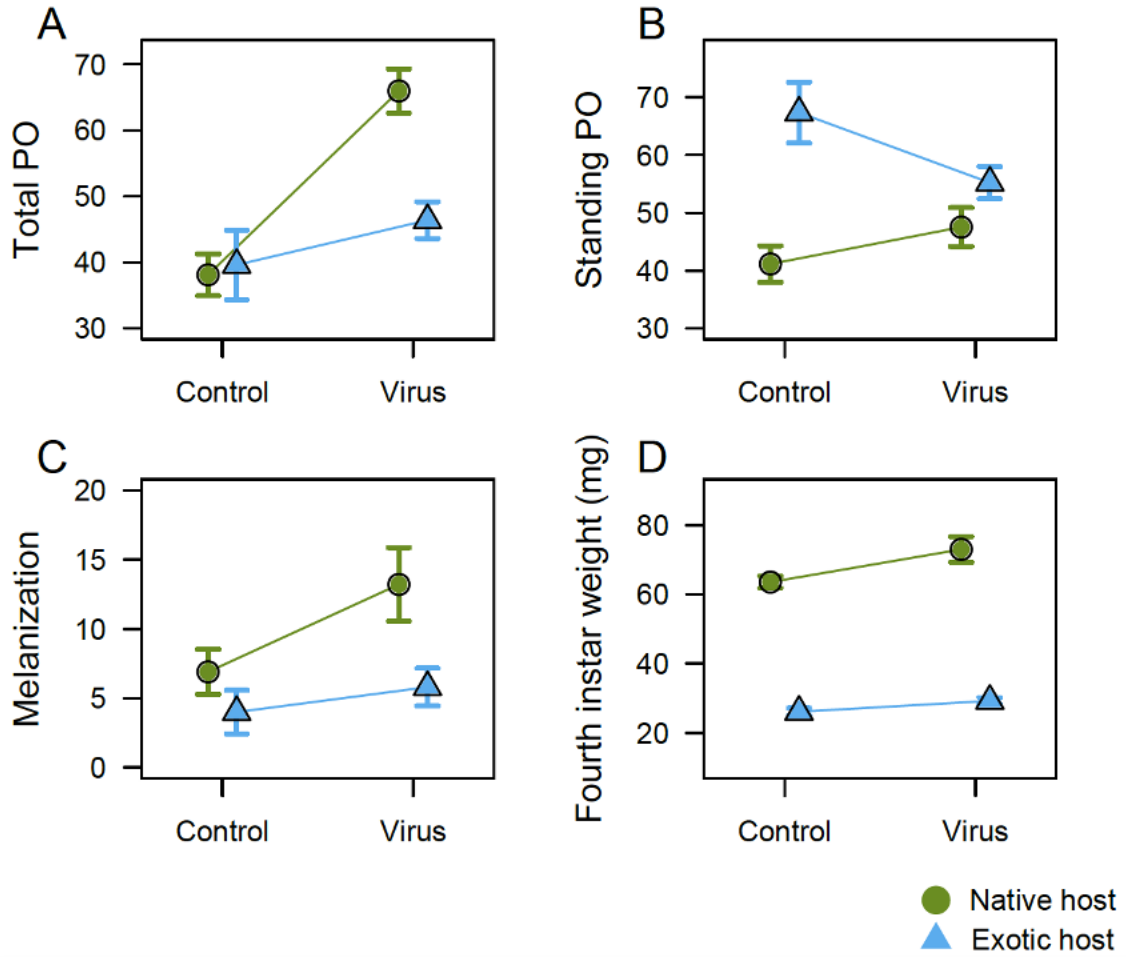 A
Total PO
70
60
50
40
30
Control Virus
B
Standing PO
70
60
50
40
30
Control Virus
C
Melanization
20
15
10
5
0
Control Virus
D
Fourth instar weight (mg)
80
60
40
20
Control Virus
Native host
Exotic host